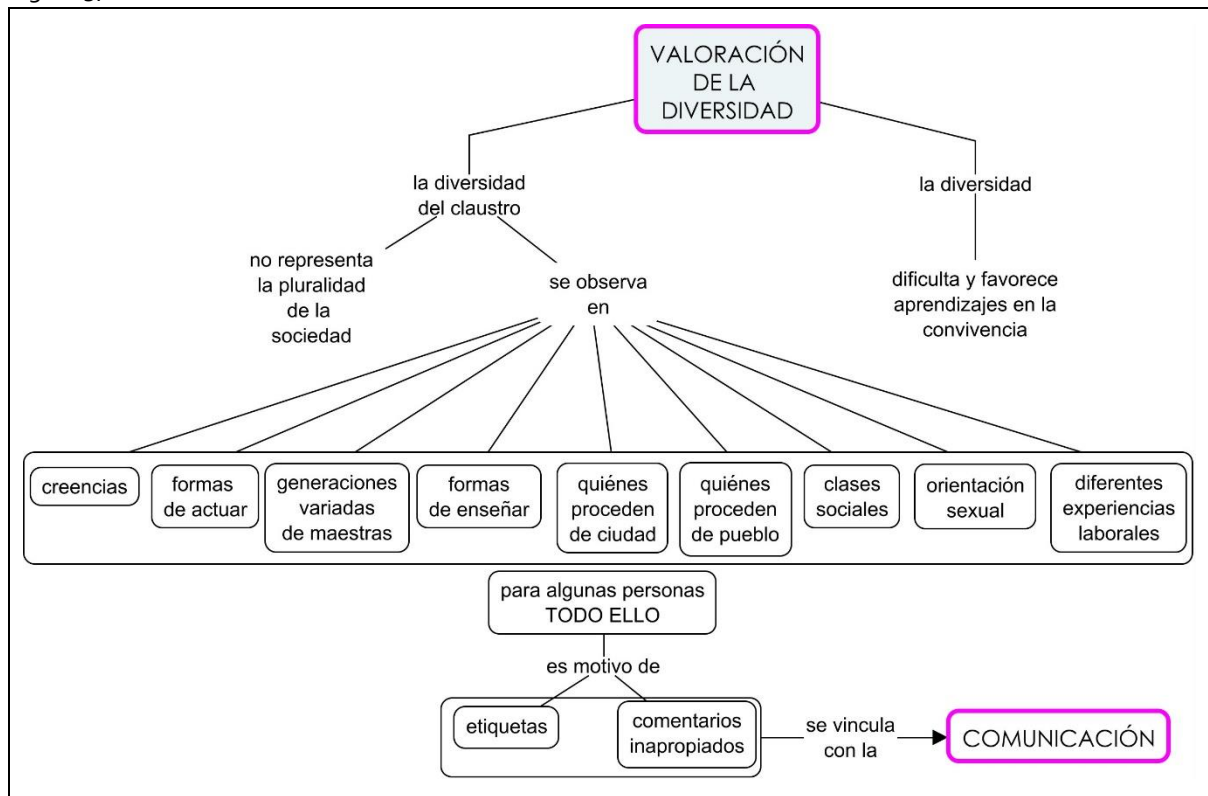 VALORACIÓN
DE LA
DIVERSIDAD
la diversidad
del claustro
la diversidad
no representa
la pluralidad
de la
sociedad
se observa
en
dificulta y favorece
aprendizajes en la
convivencia
creencias
formas
de actuar
generaciones
variadas
de maestras
formas
de enseñar
quiénes
proceden
de ciudad
quiénes
proceden
de pueblo
clases
sociales
orientación
sexual
diferentes
experiencias
laborales
para algunas personas
TODO ELLO
es motivo de
etiquetas
comentarios
inapropiados
se vincula
con la
COMUNICACIÓN